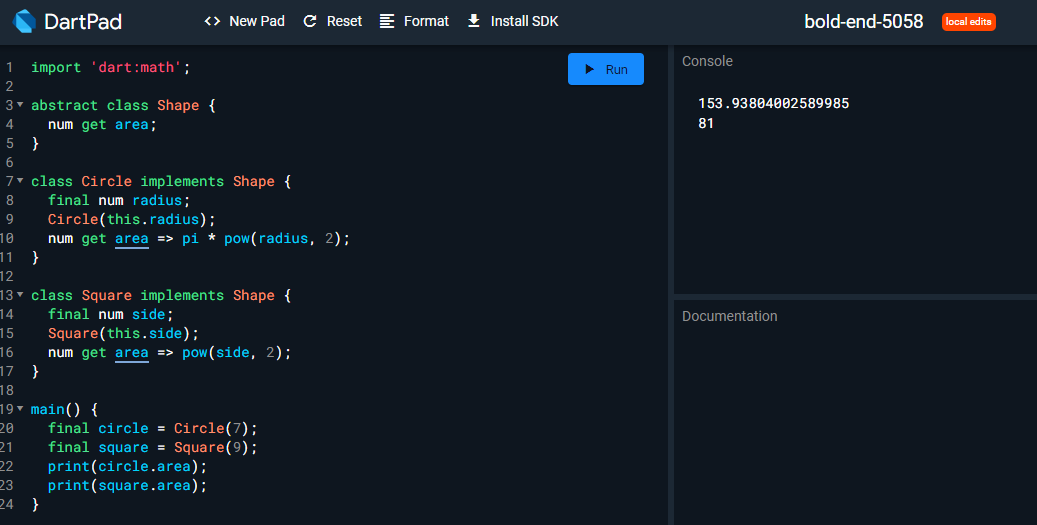 DartPad <> New Pad Reset Format Install SDK bold-end-5058 local edits
Run
1 import 'dart:math';
2
3 abstract class Shape {
4   num get area;
5 }
6
7 class Circle implements Shape {
8   final num radius;
9   Circle(this.radius);
10   num get area => pi * pow(radius, 2);
11 }
12
13 class Square implements Shape {
14   final num side;
15   Square(this.side);
16   num get area => pow(side, 2);
17 }
18
19 main() {
20   final circle = Circle(7);
21   final square = Square(9);
22   print(circle.area);
23   print(square.area);
24 }
Console
153.93804002589985
81
Documentation